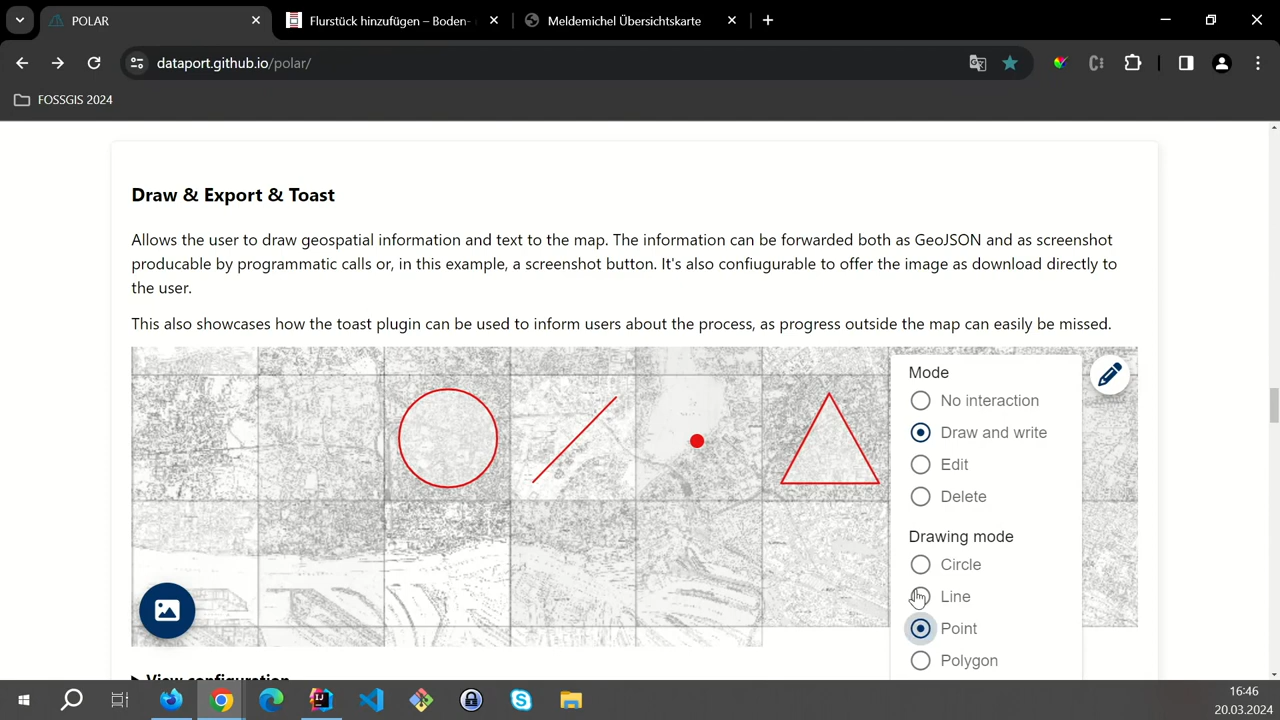 POLAR
Flurstück hinzufügen – Boden-
Meldemichel Übersichtskarte
dataport.github.io/polar/
FOSSGIS 2024
Draw & Export & Toast
Allows the user to draw geospatial information and text to the map. The information can be forwarded both as GeoJSON and as screenshot
producable by programmatic calls or, in this example, a screenshot button. It's also confiugurable to offer the image as download directly to
the user.
This also showcases how the toast plugin can be used to inform users about the process, as progress outside the map can easily be missed.
Mode
No interaction
Draw and write
Edit
Delete
Drawing mode
Circle
Line
Point
Polygon
View configuration
16:46
20.03.2024